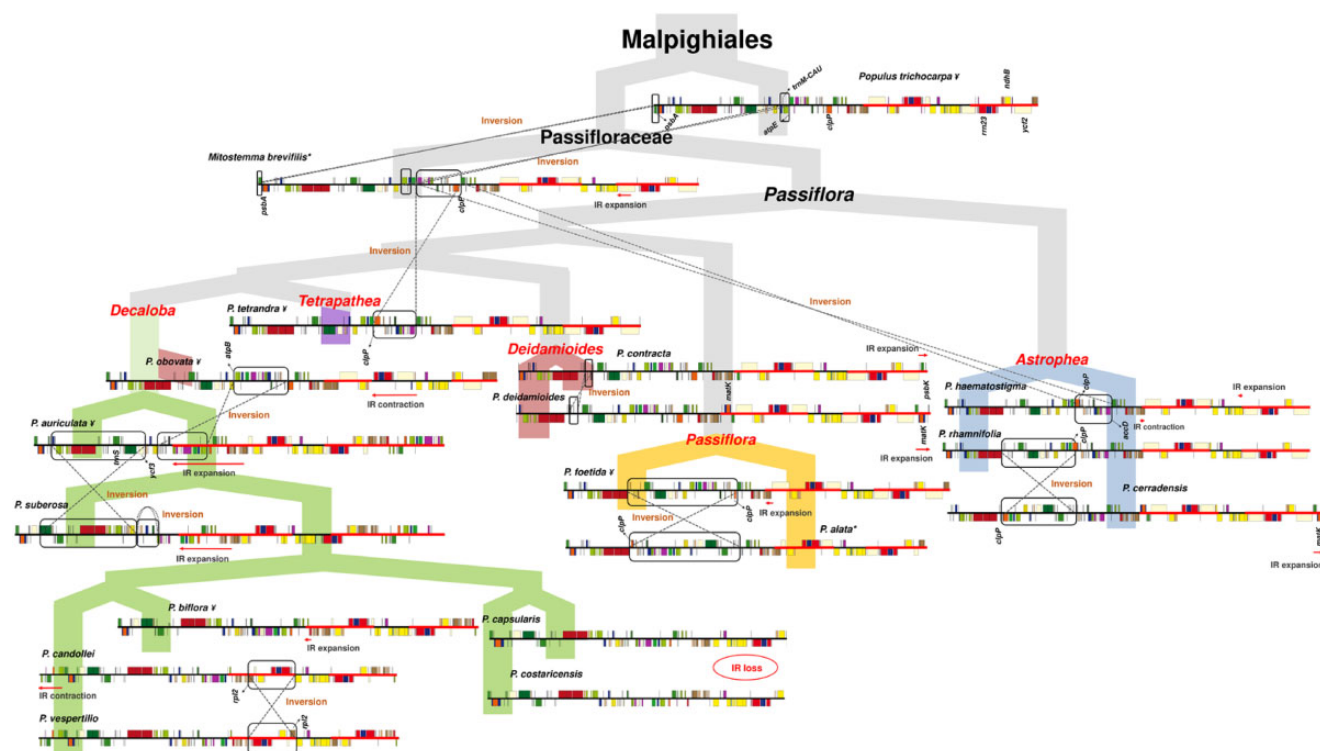 Malpighiales
trnM-CAU
Populus trichocarpa ¥
ndhB
psbA
atpE
clpP
rrn23
ycf2
Inversion
Passifloraceae
Mitostemma brevifilis*
Inversion
psbA
clpP
IR expansion
Passiflora
Inversion
Inversion
Decaloba
Tetrapathea
P. tetrandra ¥
atpB
clpP
P. obovata ¥
Inversion
IR contraction
Deidamioides
P. contracta
IR expansion
Inversion
matK
psbK
P. deidamioides
matK
Astrophea
clpP
P. haematostigma
IR expansion
IR contraction
accD
P. rhamnifolia
clpP
IR expansion
Inversion
P. cerradensis
clpP
matK
IR expansion
P. auriculata ¥
trnS
ycf3
IR expansion
Inversion
P. suberosa
Inversion
IR expansion
Passiflora
P. foetida ¥
clpP
Inversion
clpP
IR expansion
P. alata*
P. biflora ¥
IR expansion
P. capsularis
P. candollei
IR contraction
rpl2
Inversion
rpl2
IR loss
P. costaricensis
P. vespertilio